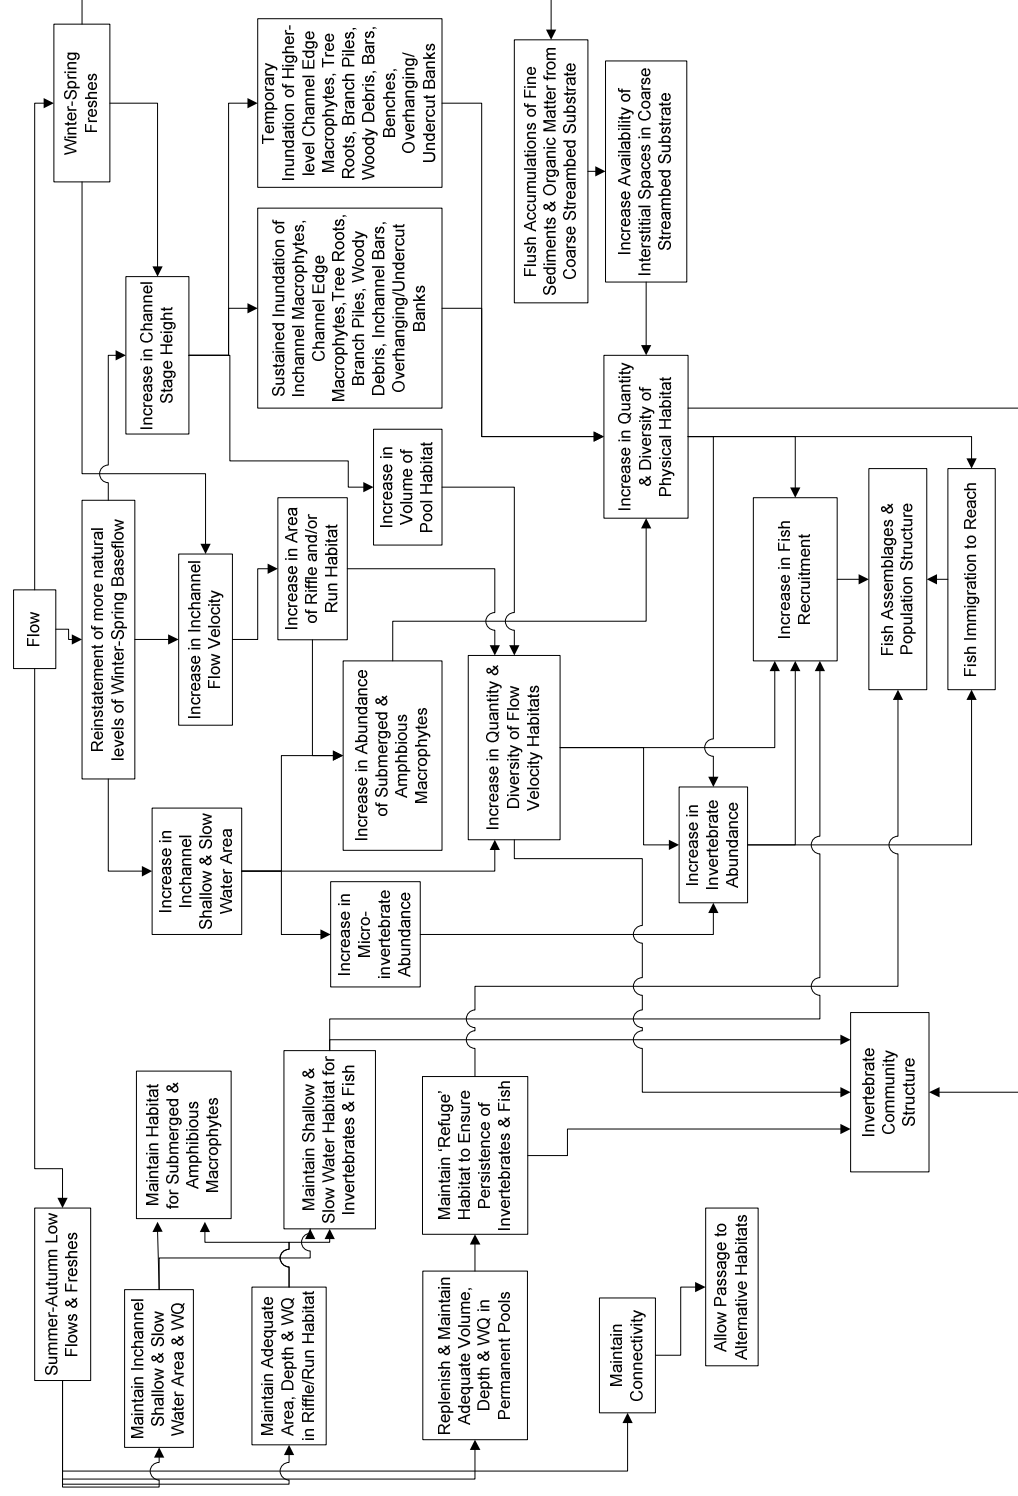 Flow
Summer-Autumn Low
Flows & Freshes
Reinstatement of more natural
levels of Winter-Spring Baseflow
Winter-Spring
Freshes
Maintain Inchannel
Shallow & Slow
Water Area & WQ
Maintain Habitat
for Submerged &
Amphibious
Macrophytes
Increase in
Inchannel
Shallow & Slow
Water Area
Increase in Inchannel
Flow Velocity
Increase in Channel
Stage Height
Maintain Adequate
Area, Depth & WQ
in Riffle/Run Habitat
Maintain Shallow &
Slow Water Habitat for
Invertebrates & Fish
Increase in
Micro-
invertebrate
Abundance
Increase in Abundance
of Submerged &
Amphbious
Macrophytes
Increase in Area
of Riffle and/or
Run Habitat
Increase in
Volume of
Pool Habitat
Sustained Inundation of
Inchannel Macrophytes,
Channel Edge
Macrophytes,Tree Roots,
Branch Piles, Woody
Debris, Inchannel Bars,
Overhanging/Undercut
Banks
Temporary
Inundation of Higher-
level Channel Edge
Macrophytes, Tree
Roots, Branch Piles,
Woody Debris, Bars,
Benches,
Overhanging/
Undercut Banks
Replenish & Maintain
Adequate Volume,
Depth & WQ in
Permanent Pools
Maintain ‘Refuge’
Habitat to Ensure
Persistence of
Invertebrates & Fish
Increase in Quantity &
Diversity of Flow
Velocity Habitats
Flush Accumulations of Fine
Sediments & Organic Matter from
Coarse Streambed Substrate
Increase Availability of
Interstitial Spaces in Coarse
Streambed Substrate
Increase in Quantity
& Diversity of
Physical Habitat
Maintain
Connectivity
Allow Passage to
Alternative Habitats
Increase in
Invertebrate
Abundance
Increase in Fish
Recruitment
Invertebrate
Community
Structure
Fish Assemblages &
Population Structure
Fish Immigration to Reach